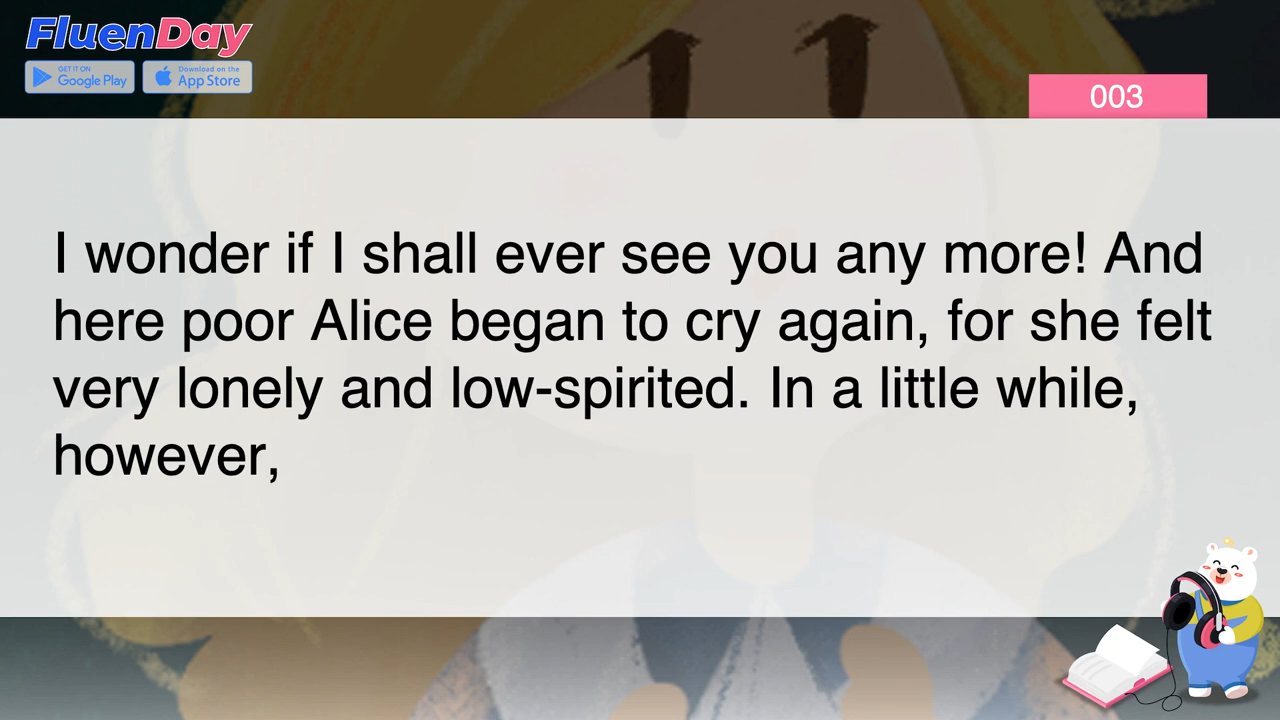 FluenDay
GET IT ON
Google Play
Download on the
App Store
003
I wonder if I shall ever see you any more! And
here poor Alice began to cry again, for she felt
very lonely and low-spirited. In a little while,
however,